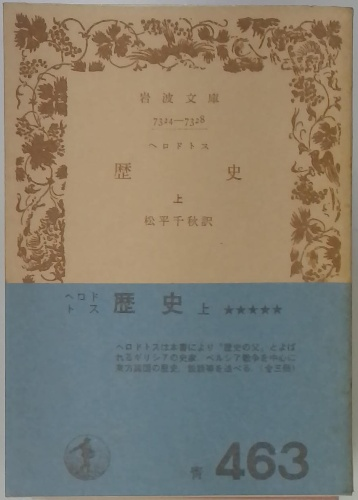 岩波文庫
7324—7328
ヘロドトス
歴史
上
松平千秋訳
ヘロドトス 歴史 上 ★★★★★
ヘロドトスは本書により「歴史の父」とよば
れるギリシアの史家．ペルシア戦争を中心に
東方諸国の歴史，伝説等を述べる．（全三冊）
青 463